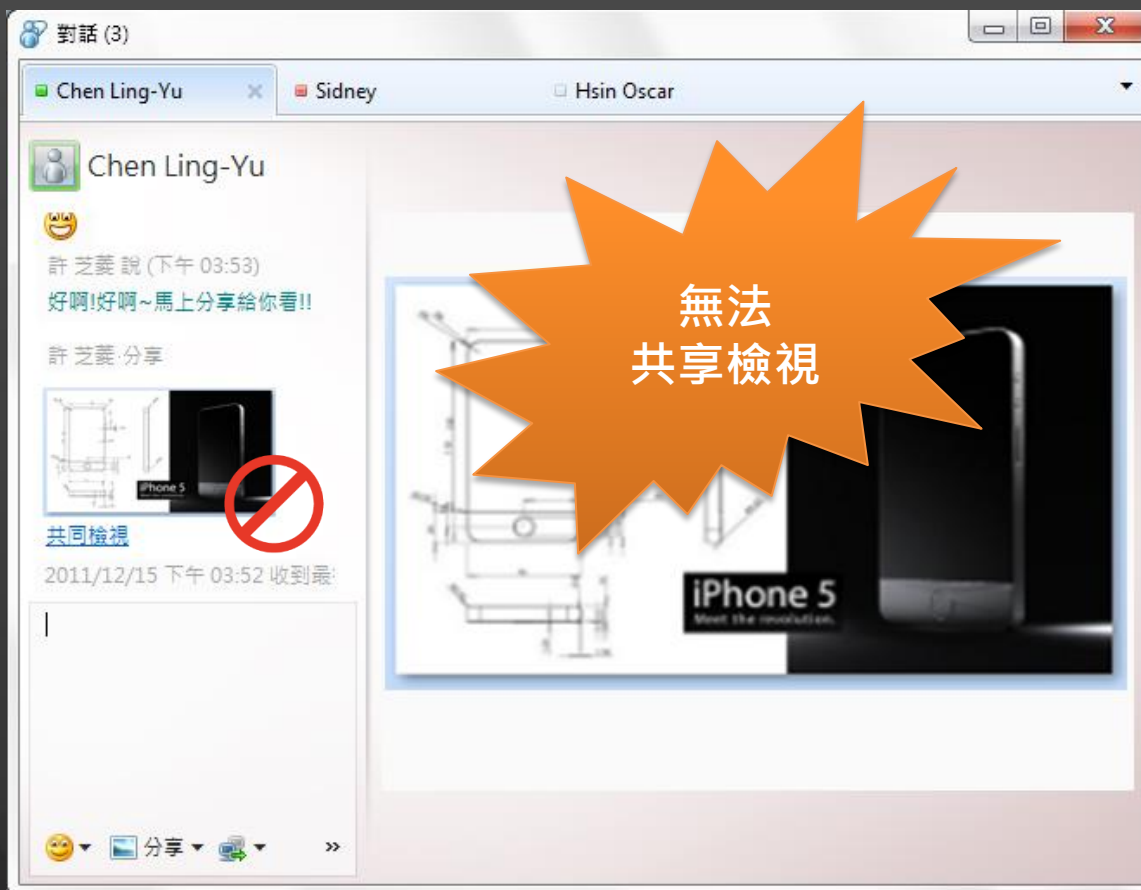 對話 (3)
Chen Ling-Yu
Sidney
Hsin Oscar
Chen Ling-Yu
許 芝菱 說 (下午 03:53)
好啊!好啊~馬上分享給你看!!
許 芝菱 分享
iPhone 5
共同檢視
2011/12/15 下午 03:52 收到最
分享
無法
共享檢視
iPhone 5
Meet the revolution.